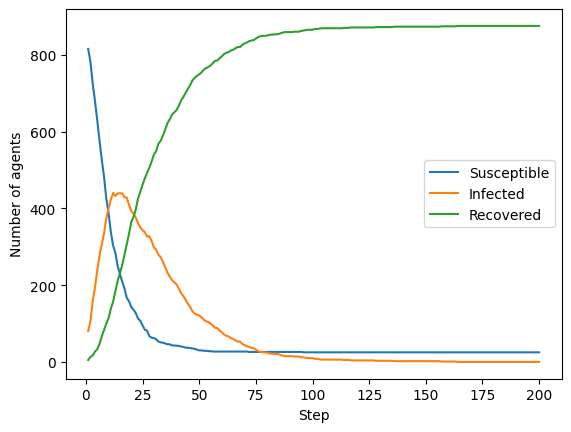 800
600
400
200
0
Number of agents
Susceptible
Infected
Recovered
0 25 50 75 100 125 150 175 200
Step